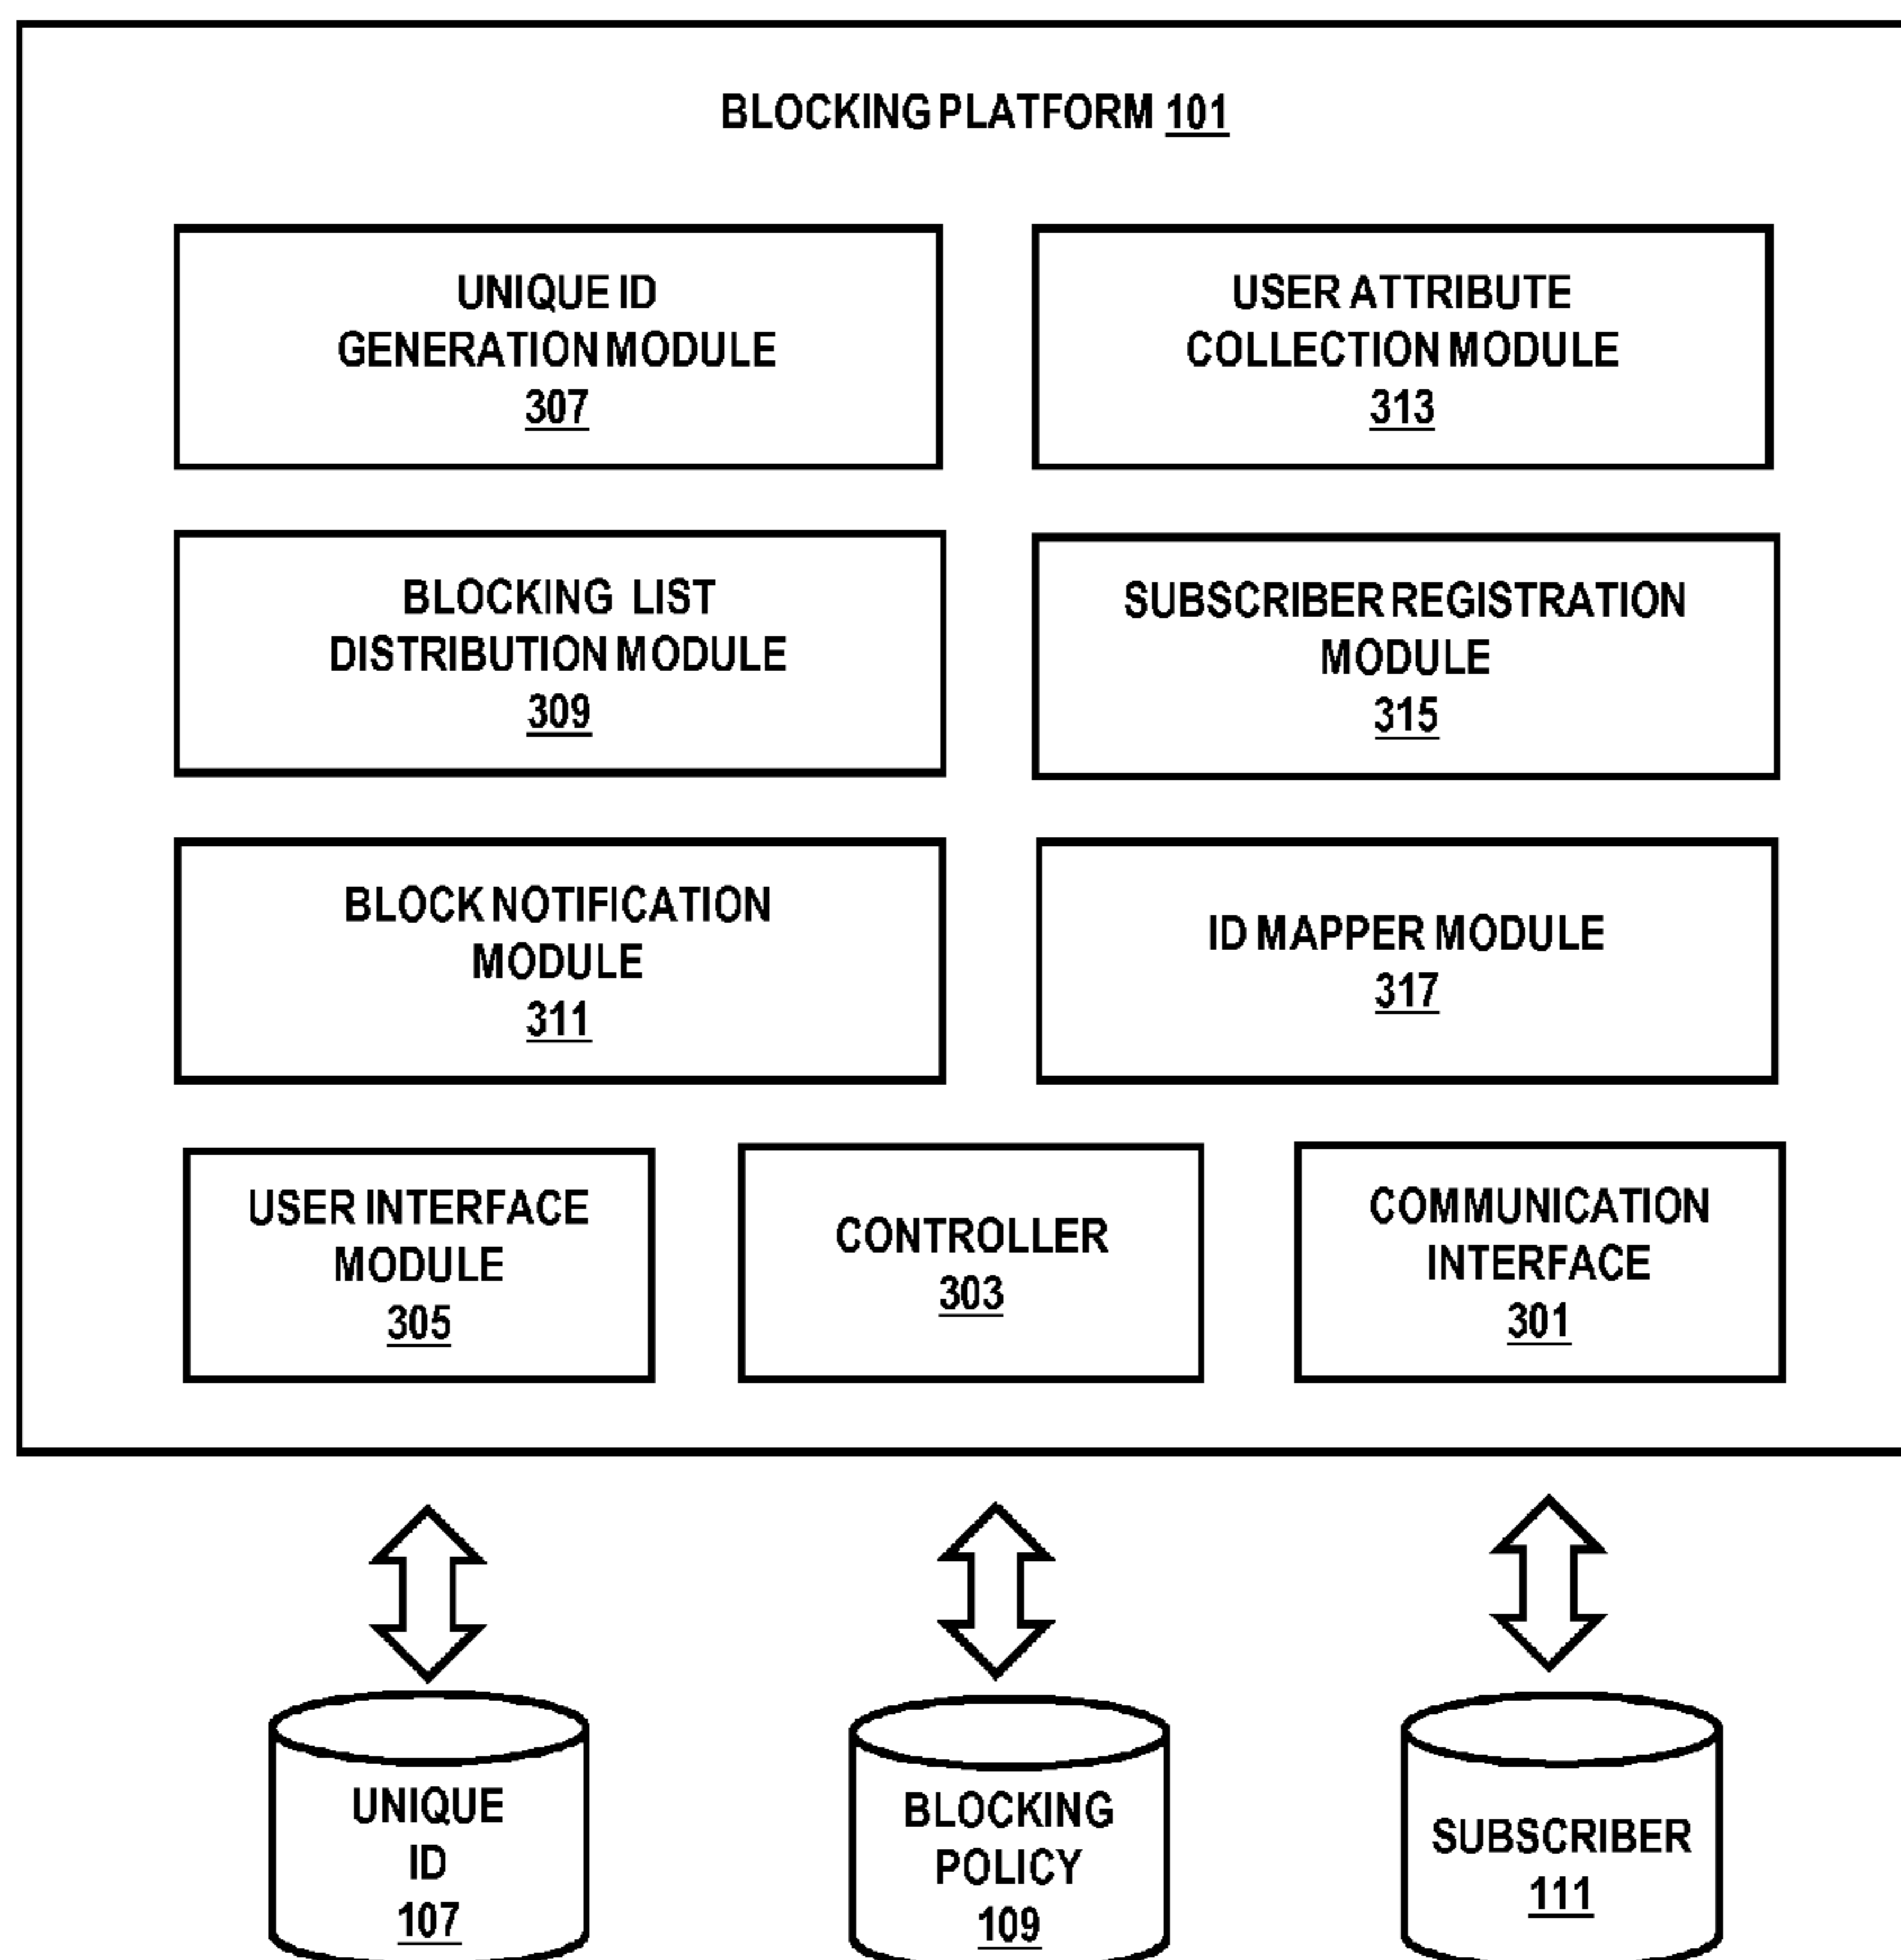 BLOCKING PLATFORM 101
UNIQUE ID
GENERATION MODULE
307
USER ATTRIBUTE
COLLECTION MODULE
313
BLOCKING LIST
DISTRIBUTION MODULE
309
SUBSCRIBER REGISTRATION
MODULE
315
BLOCK NOTIFICATION
MODULE
311
ID MAPPER MODULE
317
USER INTERFACE
MODULE
305
CONTROLLER
303
COMMUNICATION
INTERFACE
301
UNIQUE
ID
107
BLOCKING
POLICY
109
SUBSCRIBER
111